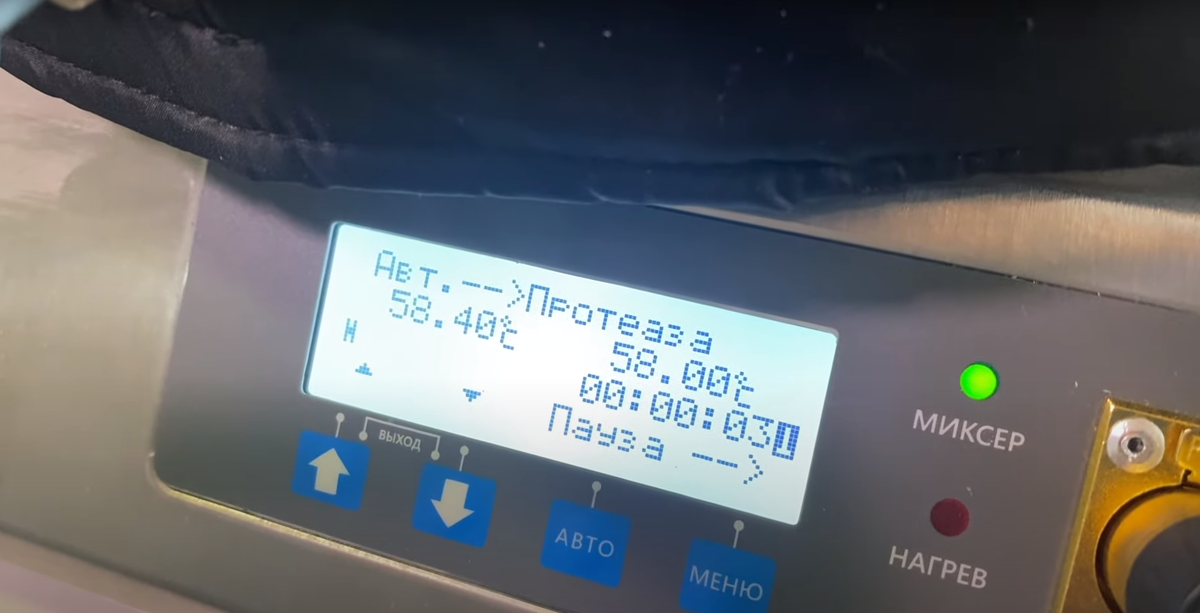 Авт.-->Протеаза
58.40℃ 58.00℃
H 00:00:03
Пауза -->
ВЫХОД
АВТО
МЕНЮ
МИКСЕР
НАГРЕВ